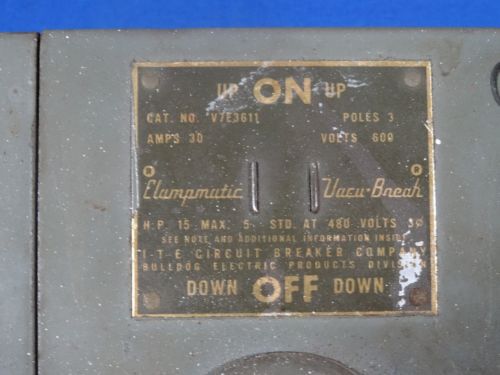 UP ON UP
CAT. NO. V7E3611 POLES 3
AMPS 30 VOLTS 600
® Clampmatic ® Vacu-Break
H.P. 15 MAX. 5 STD. AT 480 VOLTS 3Ø
SEE NOTE AND ADDITIONAL INFORMATION INSIDE
I-T-E CIRCUIT BREAKER COMPANY
BULLDOG ELECTRIC PRODUCTS DIVISION
DOWN OFF DOWN